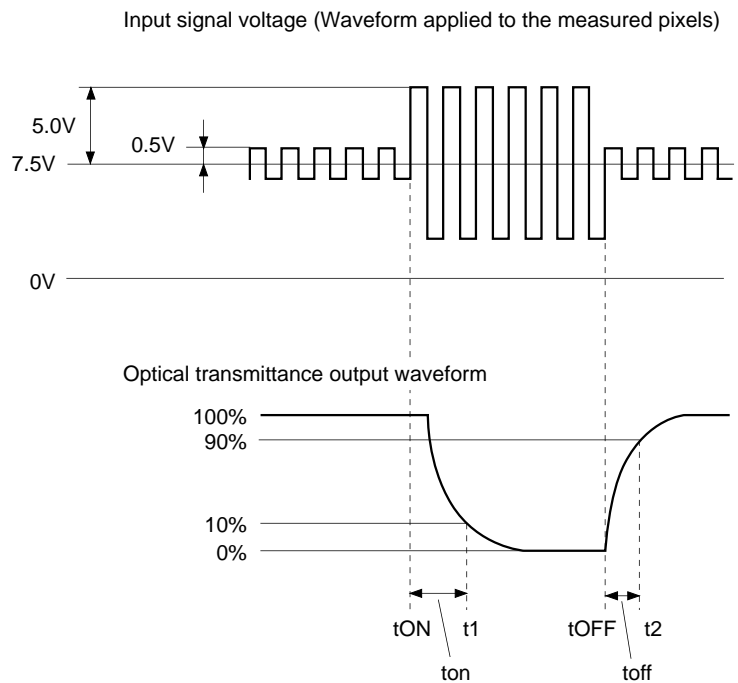 Input signal voltage (Waveform applied to the measured pixels)
5.0V
0.5V
7.5V
0V
Optical transmittance output waveform
100%
90%
10%
0%
tON t1 tOFF t2
ton toff